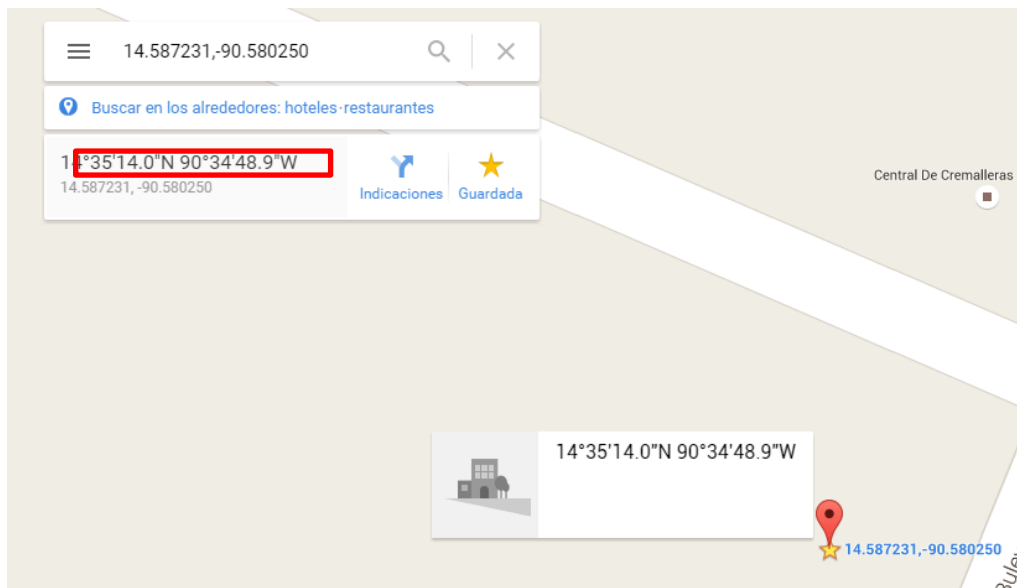 14.587231,-90.580250
Buscar en los alrededores: hoteles·restaurantes
14°35'14.0"N 90°34'48.9"W
14.587231, -90.580250
Indicaciones
Guardada
Central De Cremalleras
14°35'14.0"N 90°34'48.9"W
14.587231,-90.580250